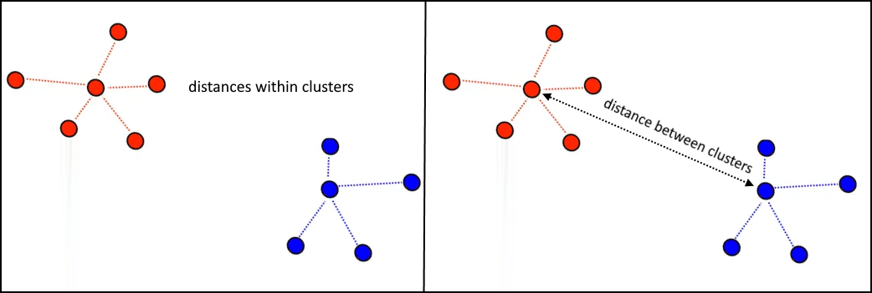 distances within clusters
distance between clusters